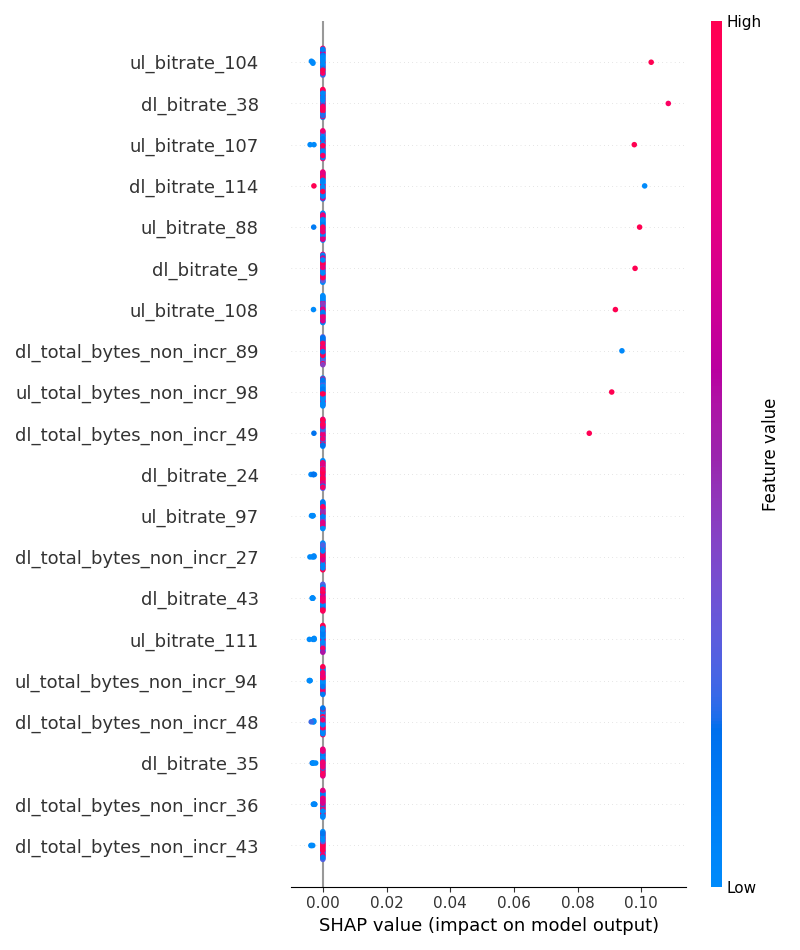 High
ul_bitrate_104
dl_bitrate_38
ul_bitrate_107
dl_bitrate_114
ul_bitrate_88
dl_bitrate_9
ul_bitrate_108
dl_total_bytes_non_incr_89
ul_total_bytes_non_incr_98
dl_total_bytes_non_incr_49
dl_bitrate_24
ul_bitrate_97
dl_total_bytes_non_incr_27
dl_bitrate_43
ul_bitrate_111
ul_total_bytes_non_incr_94
dl_total_bytes_non_incr_48
dl_bitrate_35
dl_total_bytes_non_incr_36
dl_total_bytes_non_incr_43
Feature value
Low
0.00 0.02 0.04 0.06 0.08 0.10
SHAP value (impact on model output)